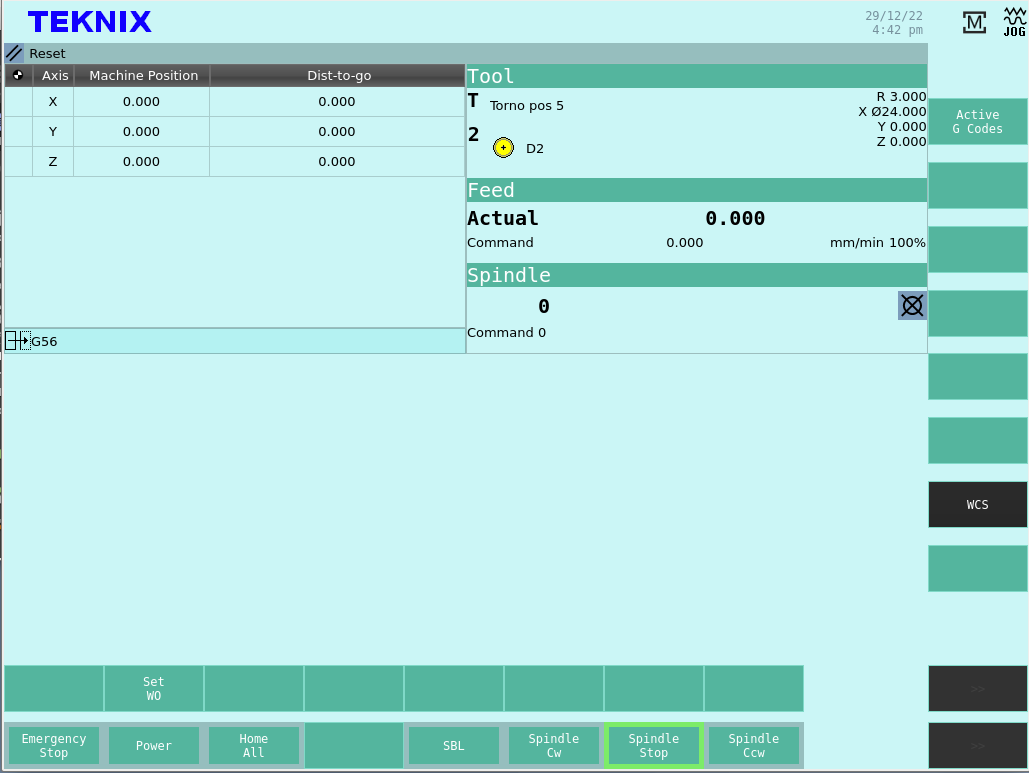 TEKNIX
29/12/22
4:42 pm
M
JOG
Reset
Axis Machine Position Dist-to-go
X 0.000 0.000
Y 0.000 0.000
Z 0.000 0.000
G56
Tool
T Torno pos 5
2 D2
R 3.000
X Ø24.000
Y 0.000
Z 0.000
Feed
Actual 0.000
Command 0.000 mm/min 100%
Spindle
0
Command 0
Active
G Codes
WCS
>>
>>
Set
WO
Emergency
Stop
Power
Home
All
SBL
Spindle
Cw
Spindle
Stop
Spindle
Ccw